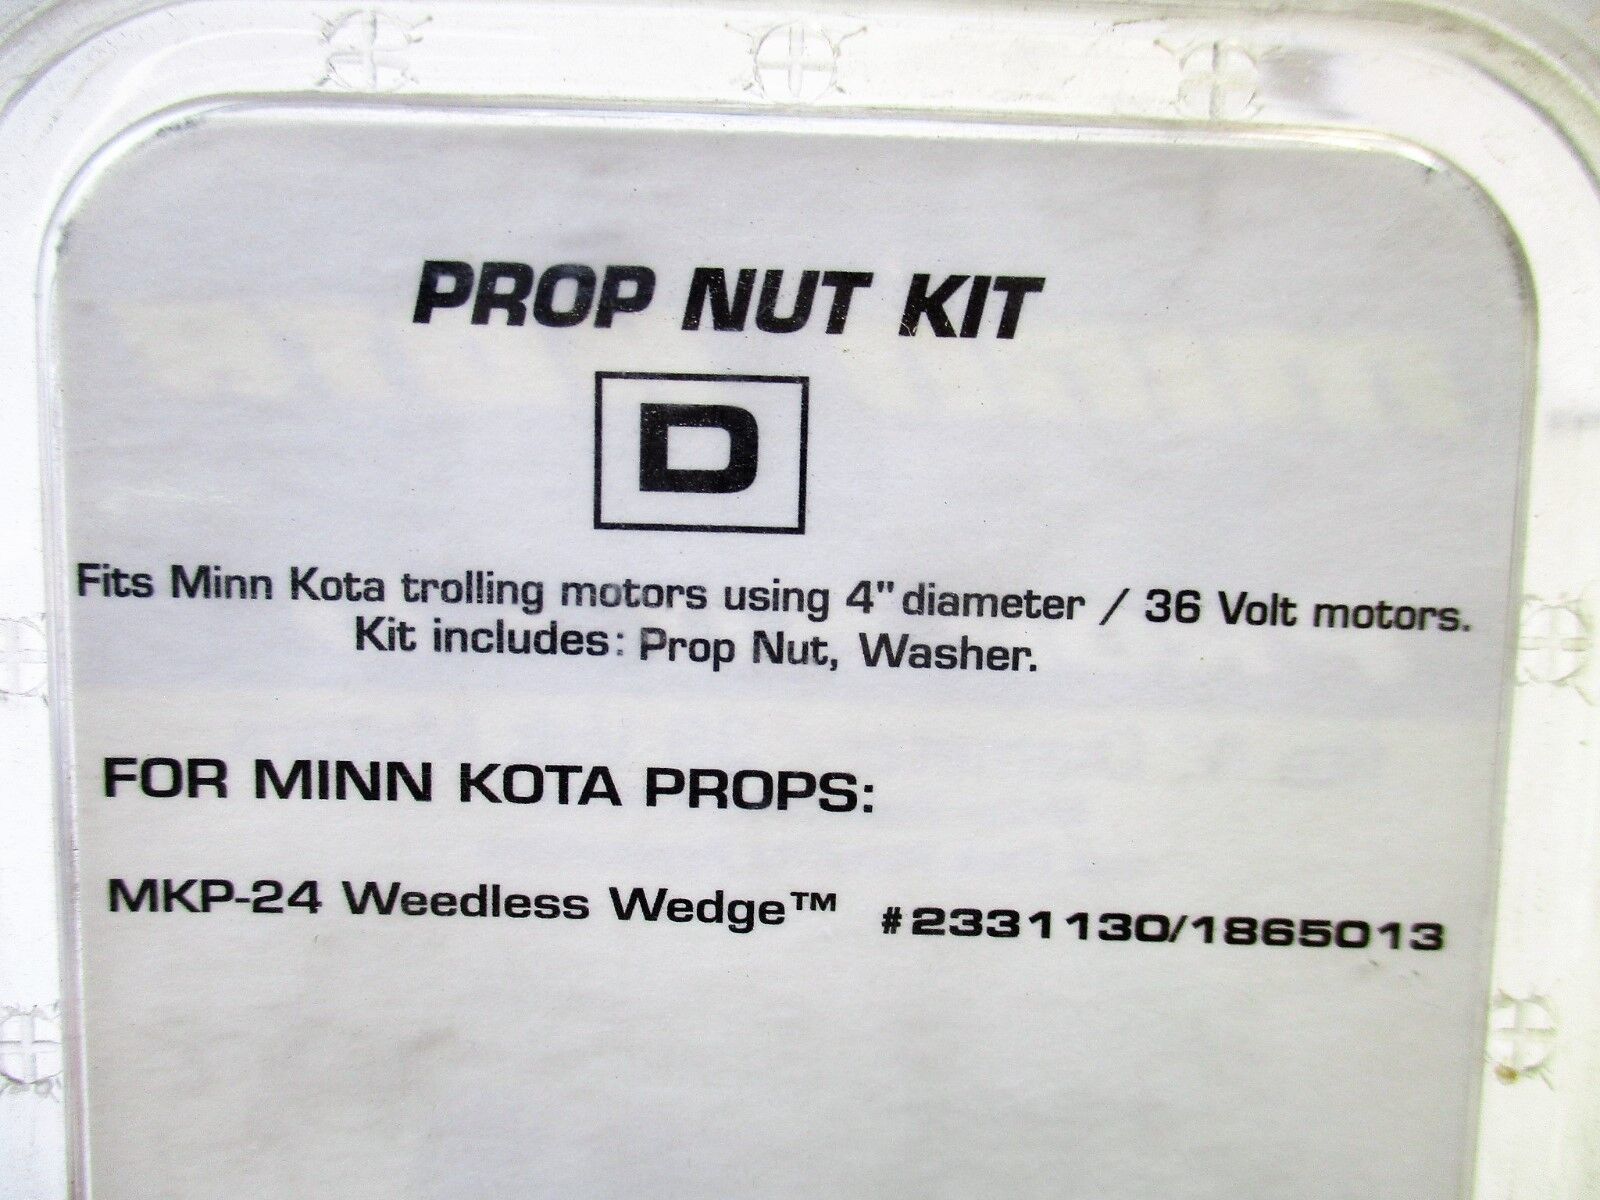 PROP NUT KIT
D
Fits Minn Kota trolling motors using 4" diameter / 36 Volt motors.
Kit includes: Prop Nut, Washer.
FOR MINN KOTA PROPS:
MKP-24 Weedless Wedge™ #2331130/1865013